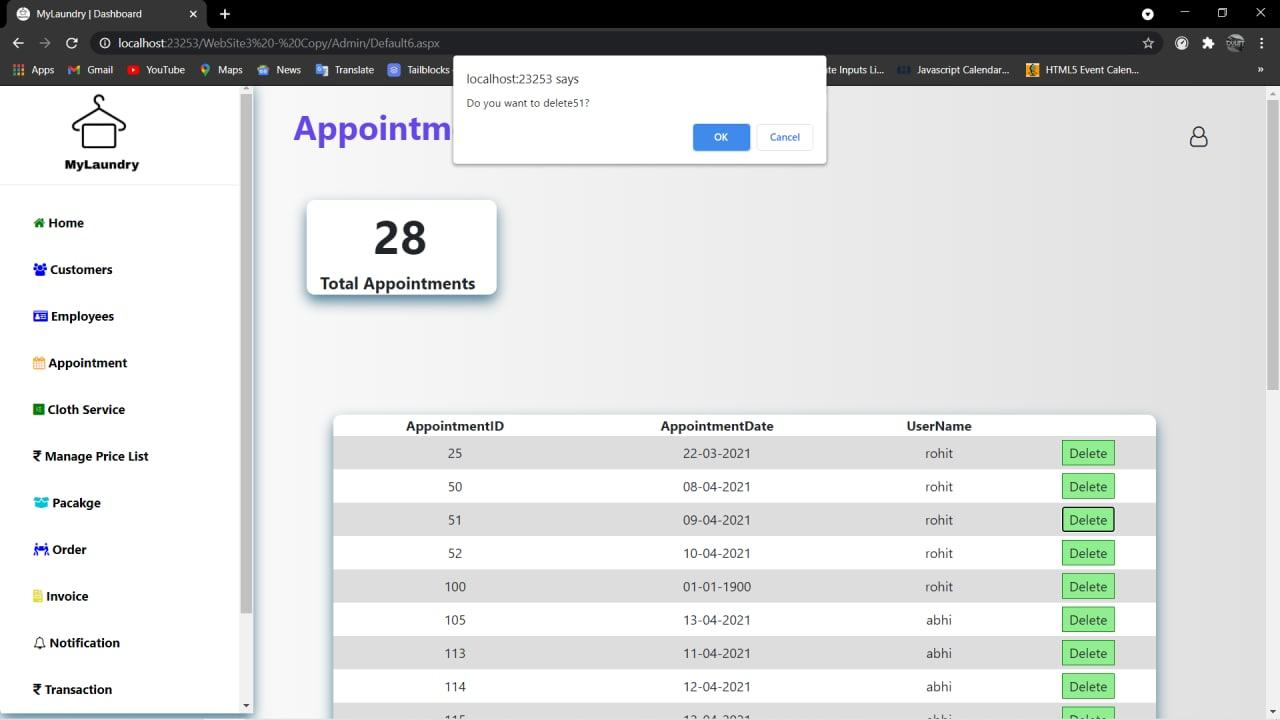 MyLaundry | Dashboard
localhost:23253/WebSite3%20-%20Copy/Admin/Default6.aspx
Apps Gmail YouTube Maps News Translate Tailblocks te Inputs Li... Javascript Calendar... HTML5 Event Calen... »
localhost:23253 says
Do you want to delete51?
OK Cancel
MyLaundry
Home
Customers
Employees
Appointment
Cloth Service
₹ Manage Price List
Pacakge
Order
Invoice
Notification
₹ Transaction
Appointm
28
Total Appointments
AppointmentID AppointmentDate UserName
25 22-03-2021 rohit Delete
50 08-04-2021 rohit Delete
51 09-04-2021 rohit Delete
52 10-04-2021 rohit Delete
100 01-01-1900 rohit Delete
105 13-04-2021 abhi Delete
113 11-04-2021 abhi Delete
114 12-04-2021 abhi Delete